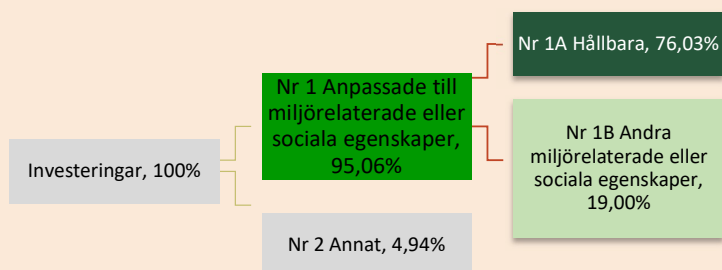 Investeringar, 100%
Nr 1 Anpassade till
miljörelaterade eller
sociala egenskaper,
95,06%
Nr 2 Annat, 4,94%
Nr 1A Hållbara, 76,03%
Nr 1B Andra
miljörelaterade eller
sociala egenskaper,
19,00%